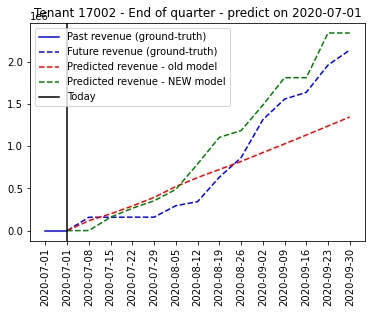 Tenant 17002 - End of quarter - predict on 2020-07-01
1e6
Past revenue (ground-truth)
Future revenue (ground-truth)
Predicted revenue - old model
Predicted revenue - NEW model
Today
2.0
1.5
1.0
0.5
0.0
2020-07-01
2020-07-01
2020-07-08
2020-07-15
2020-07-22
2020-07-29
2020-08-05
2020-08-12
2020-08-19
2020-08-26
2020-09-02
2020-09-09
2020-09-16
2020-09-23
2020-09-30